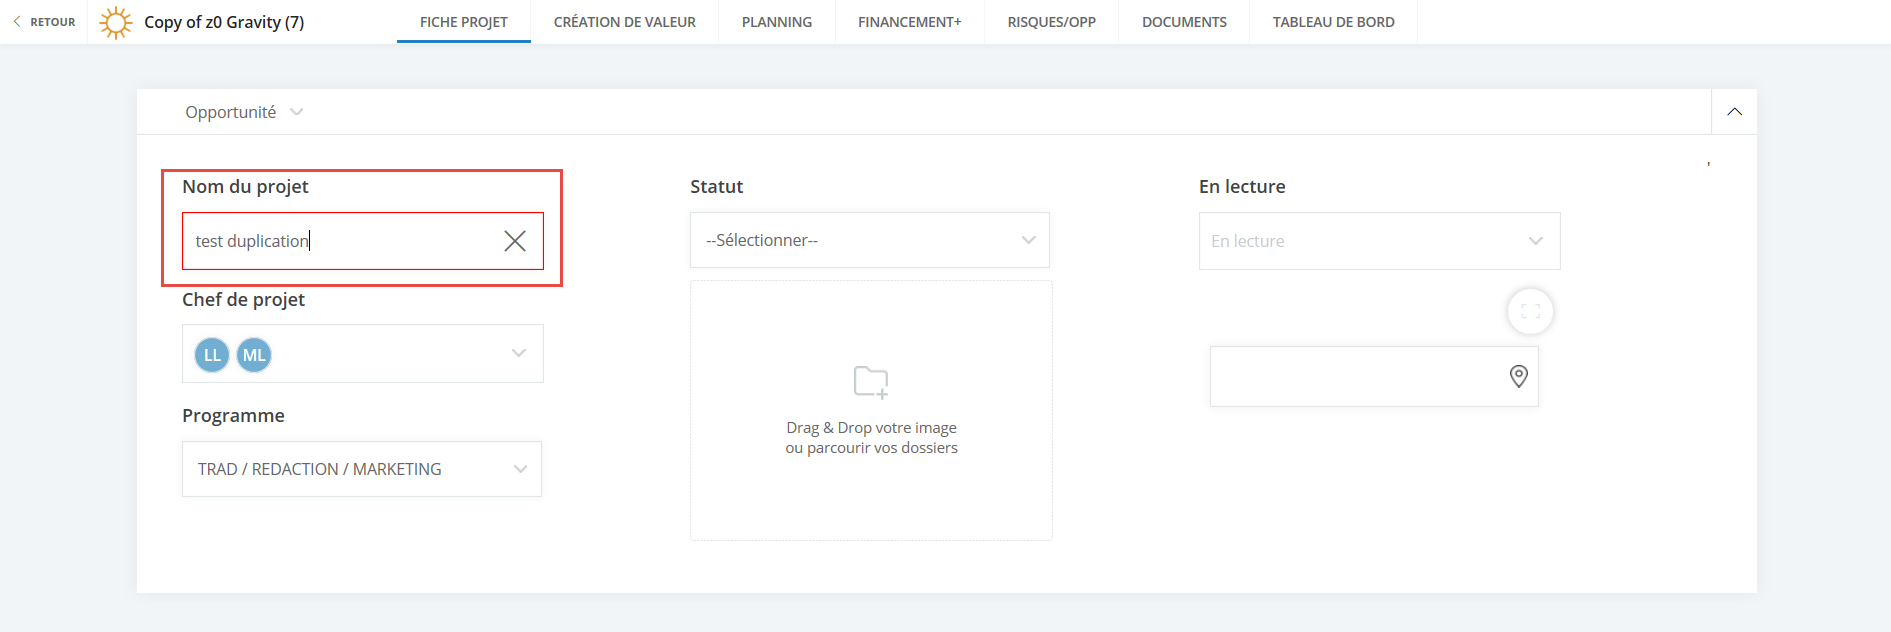 RETOUR
Copy of z0 Gravity (7)
FICHE PROJET
CRÉATION DE VALEUR
PLANNING
FINANCEMENT+
RISQUES/OPP
DOCUMENTS
TABLEAU DE BORD
Opportunité
'
Nom du projet
test duplication
Chef de projet
LL ML
Programme
TRAD / REDACTION / MARKETING
Statut
--Sélectionner--
Drag & Drop votre image
ou parcourir vos dossiers
En lecture
En lecture